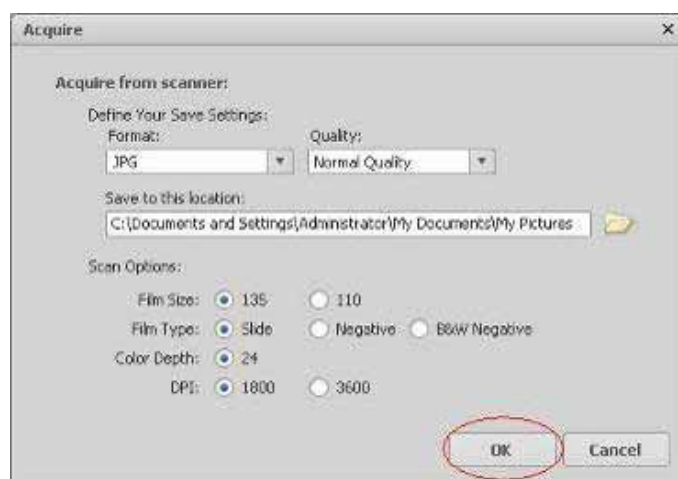 Acquire
Acquire from scanner:
Define Your Save Settings:
Format: Quality:
JPG Normal Quality
Save to this location:
C:\Documents and Settings\Administrator\My Documents\My Pictures
Scan Options:
Film Size: 135 110
Film Type: Slide Negative B&W Negative
Color Depth: 24
DPI: 1800 3600
OK Cancel